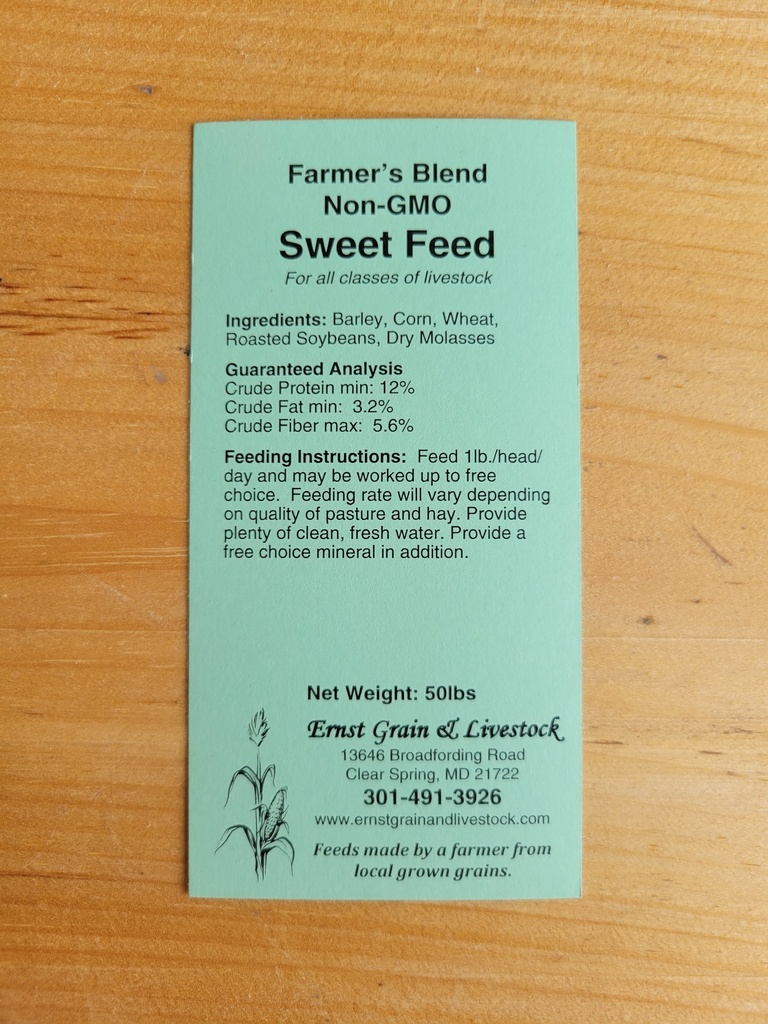 Farmer's Blend
Non-GMO
Sweet Feed
For all classes of livestock
Ingredients: Barley, Corn, Wheat,
Roasted Soybeans, Dry Molasses
Guaranteed Analysis
Crude Protein min: 12%
Crude Fat min:  3.2%
Crude Fiber max:  5.6%
Feeding Instructions:  Feed 1lb./head/
day and may be worked up to free
choice.  Feeding rate will vary depending
on quality of pasture and hay. Provide
plenty of clean, fresh water. Provide a
free choice mineral in addition.
Net Weight: 50lbs
Ernst Grain & Livestock
13646 Broadfording Road
Clear Spring, MD 21722
301-491-3926
www.ernstgrainandlivestock.com
Feeds made by a farmer from
local grown grains.